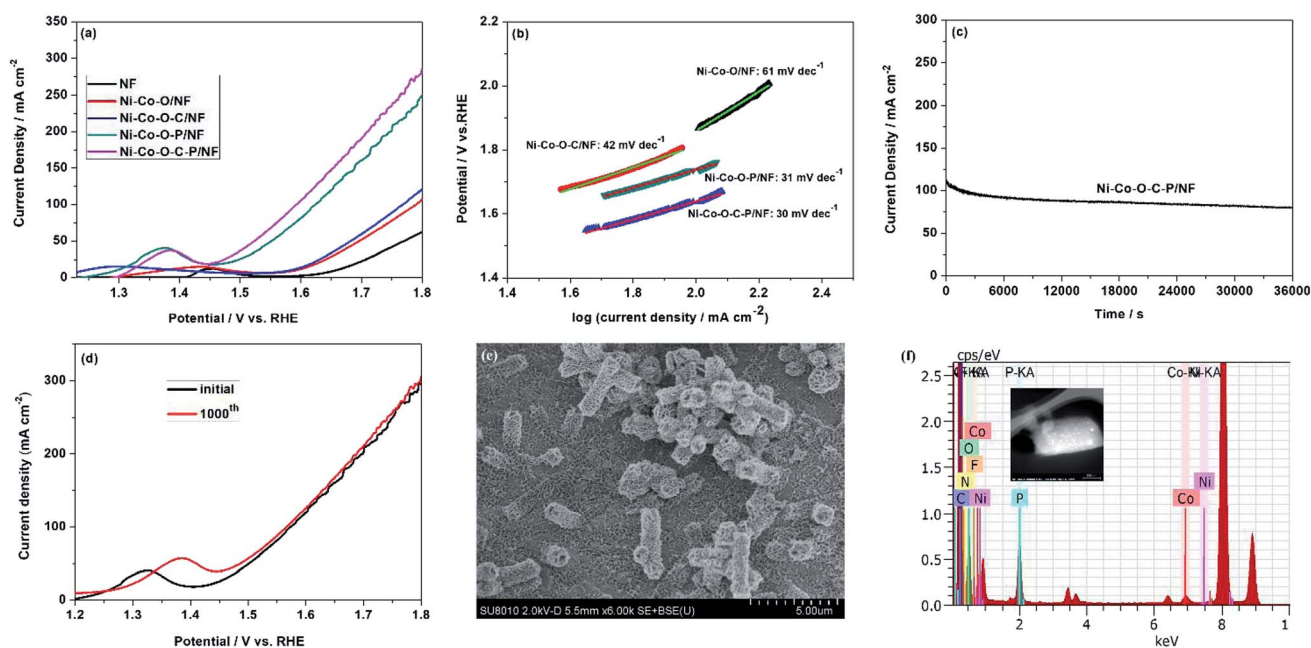 (a)
NF
Ni-Co-O/NF
Ni-Co-O-C/NF
Ni-Co-O-P/NF
Ni-Co-O-C-P/NF
Current Density / mA cm-2
350
300
250
200
150
100
50
0
1.3 1.4 1.5 1.6 1.7 1.8
Potential / V vs. RHE
(b)
Ni-Co-O/NF: 61 mV dec-1
Ni-Co-O-C/NF: 42 mV dec-1
Ni-Co-O-P/NF: 31 mV dec-1
Ni-Co-O-C-P/NF: 30 mV dec-1
Potential / V vs.RHE
2.2
2.0
1.8
1.6
1.4
1.4 1.6 1.8 2.0 2.2 2.4
log (current density / mA cm-2)
(c)
Ni-Co-O-C-P/NF
Current Density / mA cm-2
300
250
200
150
100
50
0
0 6000 12000 18000 24000 30000 36000
Time / s
(d)
initial
1000th
Current density (mA cm-2)
300
200
100
0
1.2 1.3 1.4 1.5 1.6 1.7 1.8
Potential / V vs. RHE
(e)
SU8010 2.0kV-D 5.5mm x6.00k SE+BSE(U)
5.00um
(f)
cps/eV
P-KA
2.5
2.0
1.5
1.0
0.5
0.0
Co
O
F
N
C
Ni
P
Co
Ni
2 4 6 8 1
keV